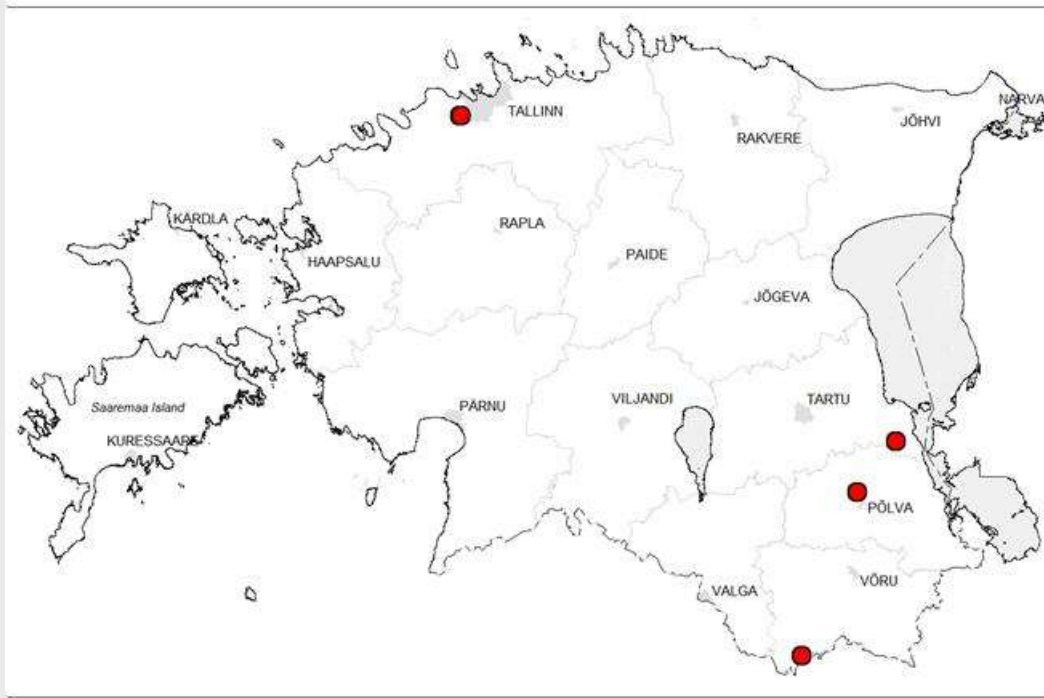 NARVA
TALLINN
JÕHVI
RAKVERE
KÄRDLA
RAPLA
PAIDE
HAAPSALU
JÕGEVA
Saaremaa Island
PÄRNU
VILJANDI
TARTU
KURESSAARE
PÕLVA
VALGA
VÕRU